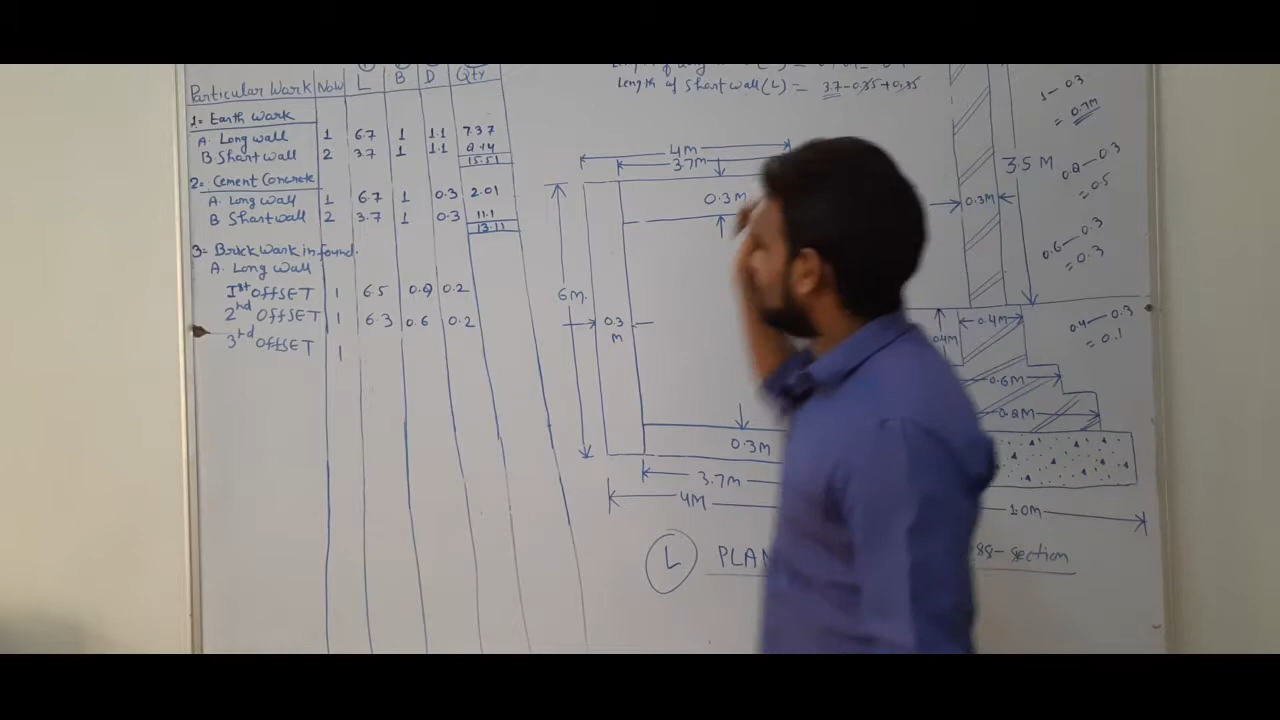 Particular Work No# L B D Qty
1= Earth Work
A. Long wall 1 6.7 1 1.1 7.37
B Short wall 2 3.7 1 1.1 8.14
15.51
2= Cement Concrete
A. Long wall 1 6.7 1 0.3 2.01
B Short wall 2 3.7 1 0.3 11.1
13.11
3= Brick Work in found.
A. Long Wall
1st OFFSET 1 6.5 0.8 0.2
2nd OFFSET 1 6.3 0.6 0.2
3rd OFFSET 1
Length of Short wall (L) = 3.7-0.35+0.35
4M
3.7M
0.3M
6M.
0.3
M
0.3M
3.7M
4M
L PLAN
3.5 M
0.3M
0.4M
0.4M
0.6M
0.8M
1.0M
ss-section
1-0.3
= 0.7M
0.8-0.3
= 0.5
0.6-0.3
= 0.3
0.4-0.3
= 0.1